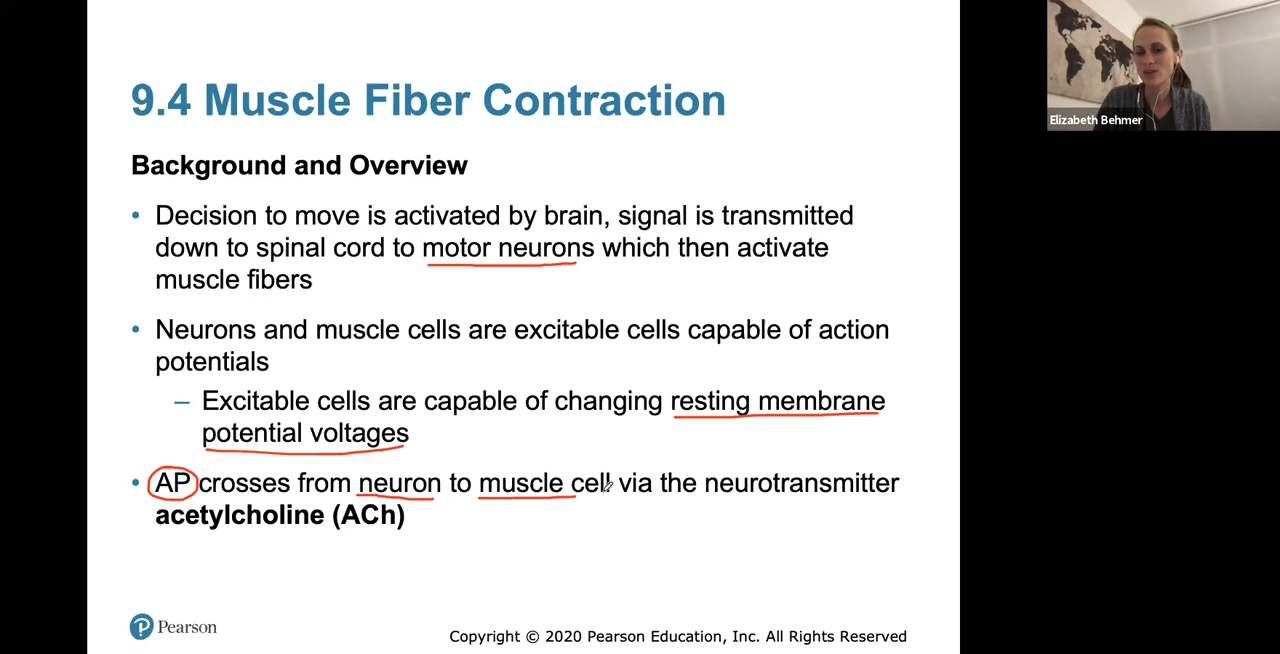 9.4 Muscle Fiber Contraction
Elizabeth Behmer
Background and Overview
• Decision to move is activated by brain, signal is transmitted
down to spinal cord to motor neurons which then activate
muscle fibers
• Neurons and muscle cells are excitable cells capable of action
potentials
– Excitable cells are capable of changing resting membrane
potential voltages
• AP crosses from neuron to muscle cell via the neurotransmitter
acetylcholine (ACh)
P Pearson
Copyright © 2020 Pearson Education, Inc. All Rights Reserved